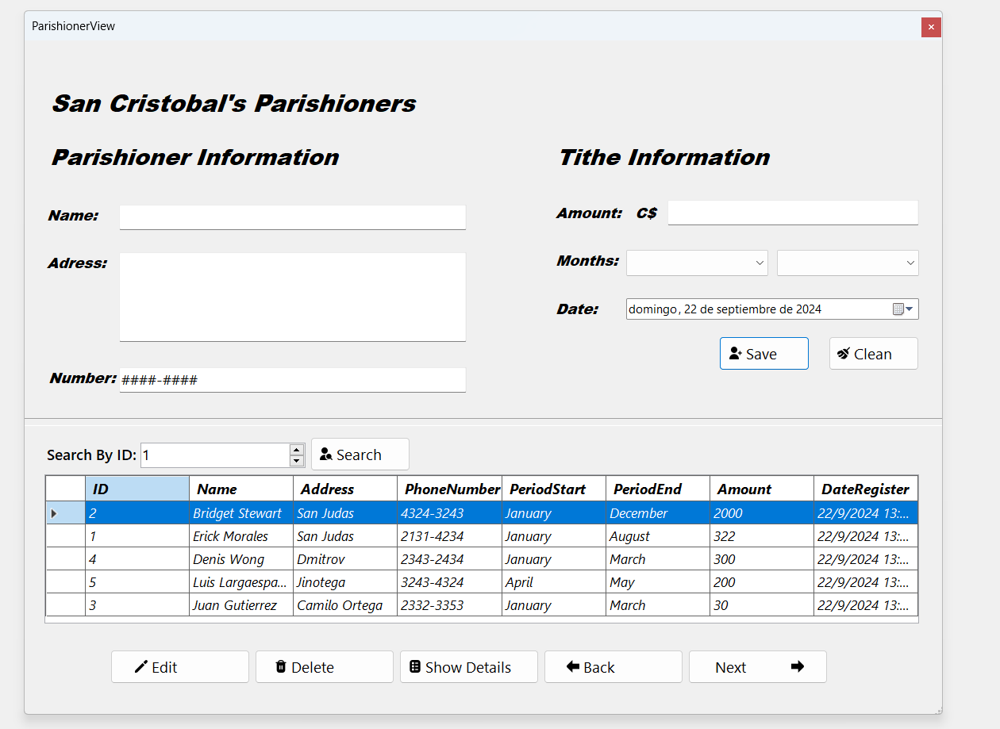 ParishionerView
San Cristobal's Parishioners
Parishioner Information
Tithe Information
Name:
Amount: C$
Adress:
Months:
Date: domingo, 22 de septiembre de 2024
Save Clean
Number: ####-####
Search By ID: 1 Search
ID Name Address PhoneNumber PeriodStart PeriodEnd Amount DateRegister
2 Bridget Stewart San Judas 4324-3243 January December 2000 22/9/2024 13:...
1 Erick Morales San Judas 2131-4234 January August 322 22/9/2024 13:...
4 Denis Wong Dmitrov 2343-2434 January March 300 22/9/2024 13:...
5 Luis Largaespa... Jinotega 3243-4324 April May 200 22/9/2024 13:...
3 Juan Gutierrez Camilo Ortega 2332-3353 January March 30 22/9/2024 13:...
Edit Delete Show Details Back Next